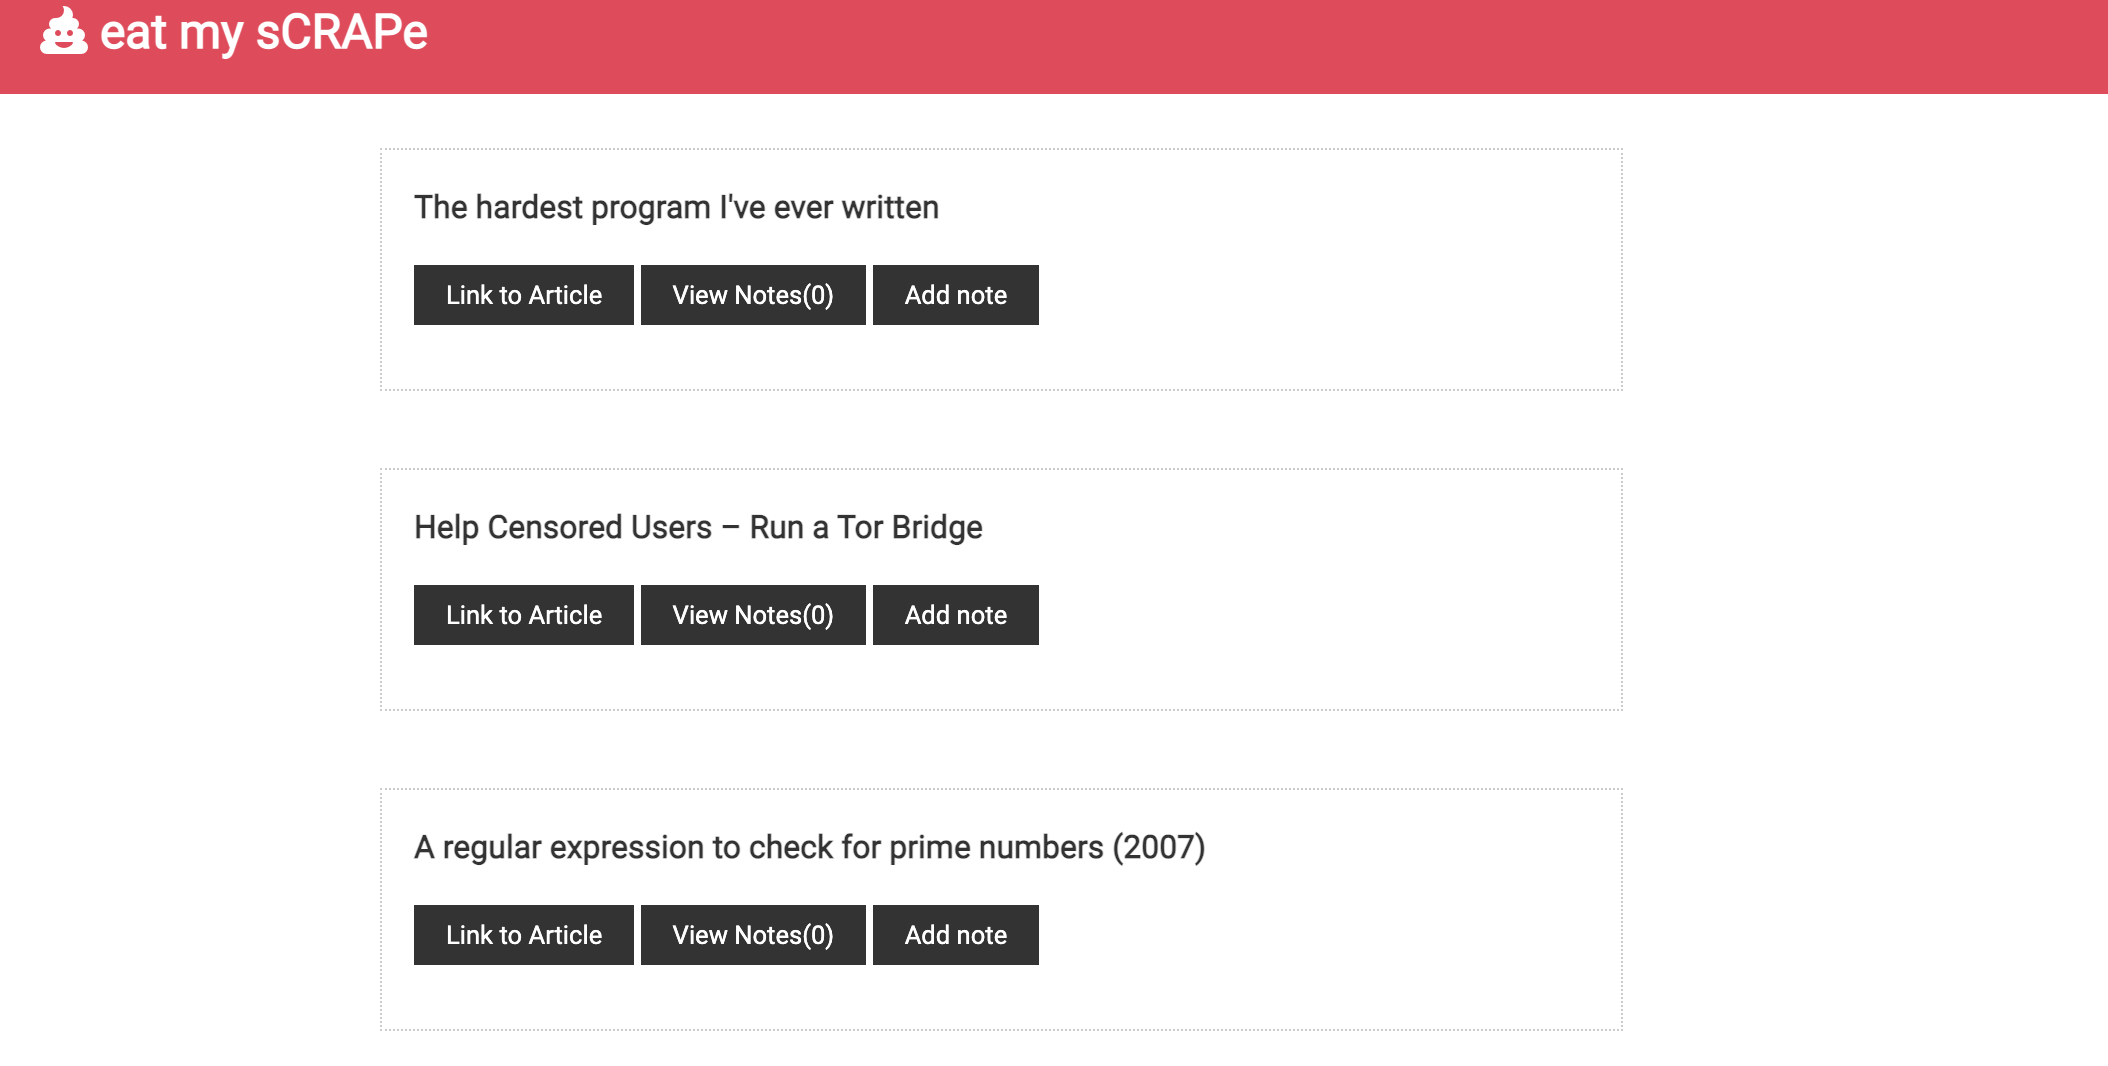 eat my sCRAPe
The hardest program I've ever written
Link to Article View Notes(0) Add note
Help Censored Users – Run a Tor Bridge
Link to Article View Notes(0) Add note
A regular expression to check for prime numbers (2007)
Link to Article View Notes(0) Add note